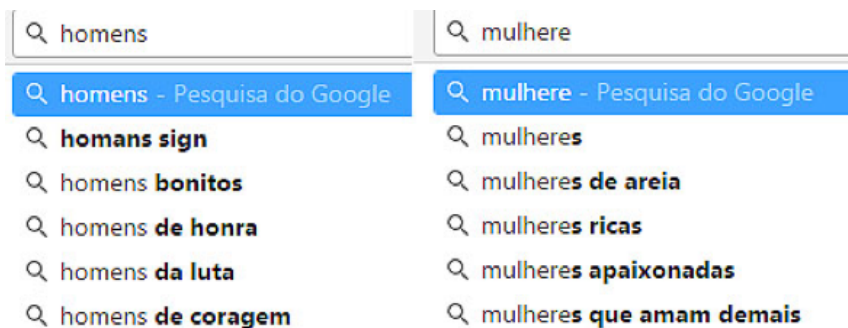 homens
homens - Pesquisa do Google
homans sign
homens bonitos
homens de honra
homens da luta
homens de coragem
mulhere
mulhere - Pesquisa do Google
mulheres
mulheres de areia
mulheres ricas
mulheres apaixonadas
mulheres que amam demais